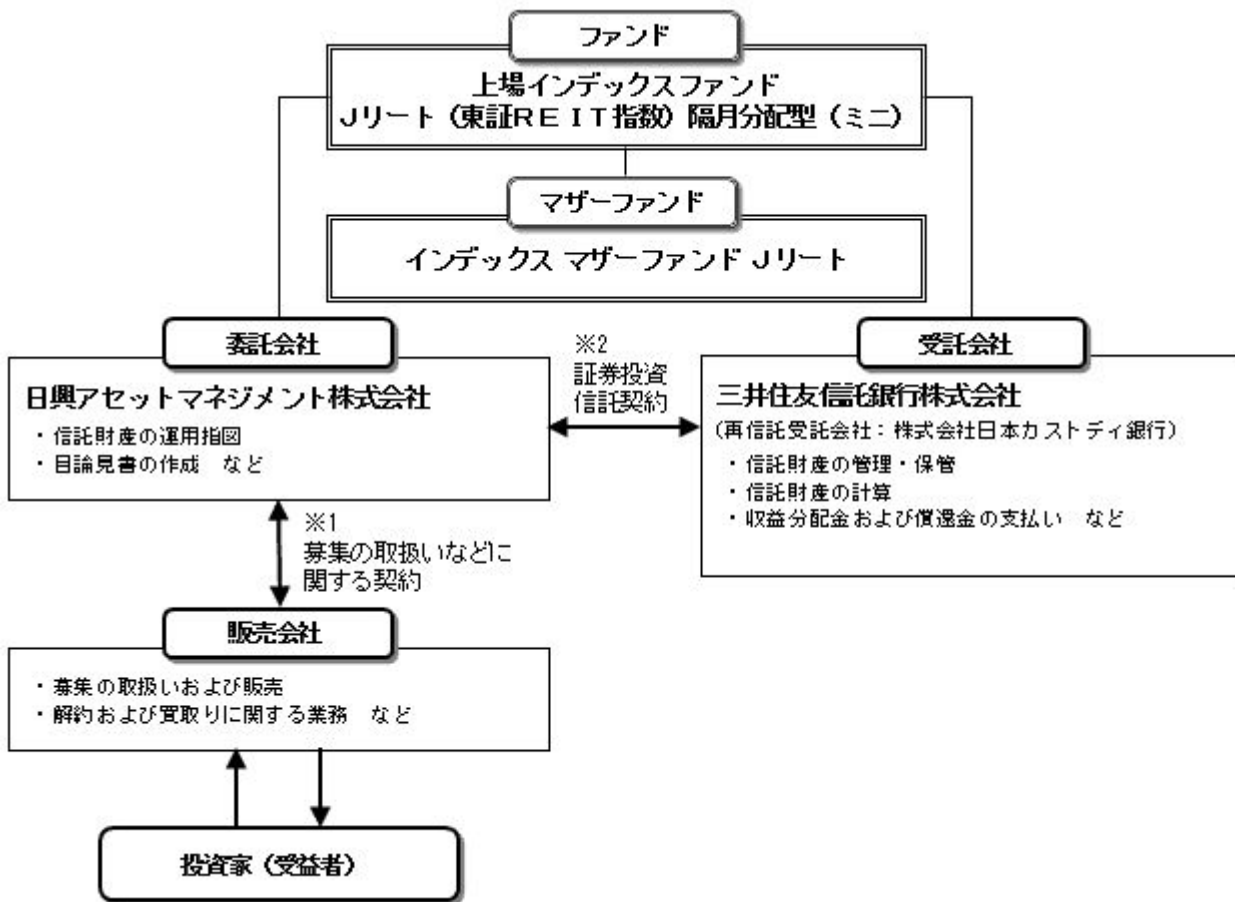 ファンド
上場インデックスファンド
Jリート（東証REIT指数）隔月分配型（ミニ）
マザーファンド
インデックス マザーファンド Jリート
委託会社
日興アセットマネジメント株式会社
・信託財産の運用指図
・目論見書の作成　など
※2
証券投資
信託契約
受託会社
三井住友信託銀行株式会社
（再信託受託会社：株式会社日本カストディ銀行）
・信託財産の管理・保管
・信託財産の計算
・収益分配金および償還金の支払い　など
※1
募集の取扱いなどに
関する契約
販売会社
・募集の取扱いおよび販売
・解約および買取りに関する業務　など
投資家（受益者）